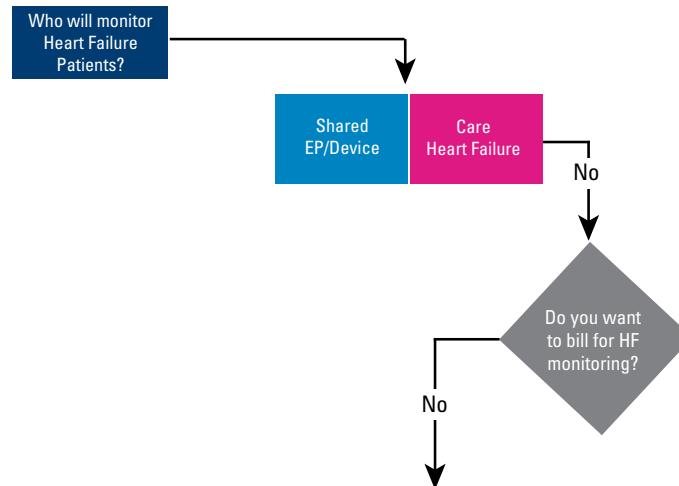 Who will monitor
Heart Failure
Patients?
Shared
EP/Device
Care
Heart Failure
No
Do you want
to bill for HF
monitoring?
No